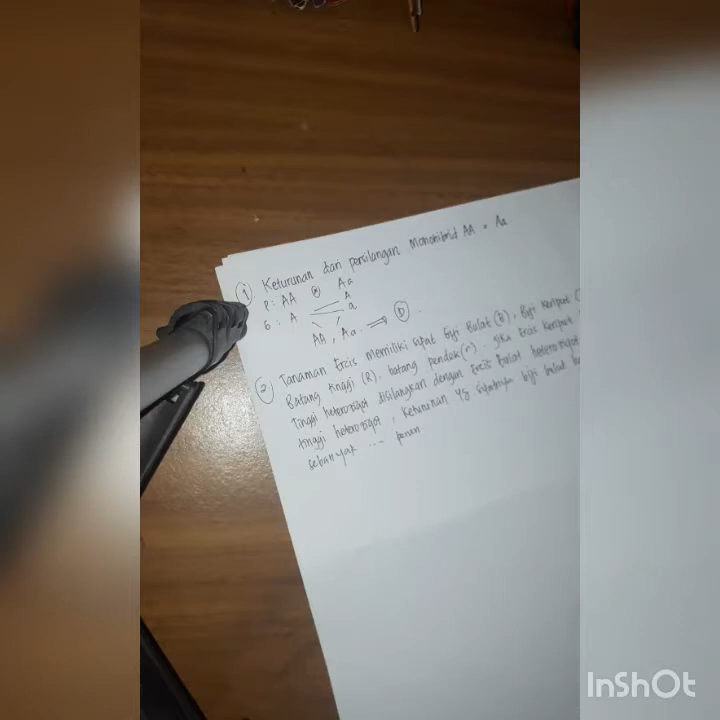 1 Keturunan dari persilangan Monohibrid AA × Aa
P : AA ⊗ Aa
G : A A
a
AA , Aa ⇒ D
2 Tanaman Ercis memiliki sifat Biji Bulat (B), Biji keriput (
Batang tinggi (R), batang pendek (r). Jika Ercis keriput
Tinggi heterozigot disilangkan dengan Ercis Bulat heterozigot
tinggi heterozigot, keturunan yg sifatnya biji bulat
sebanyak ... persen
InShOt